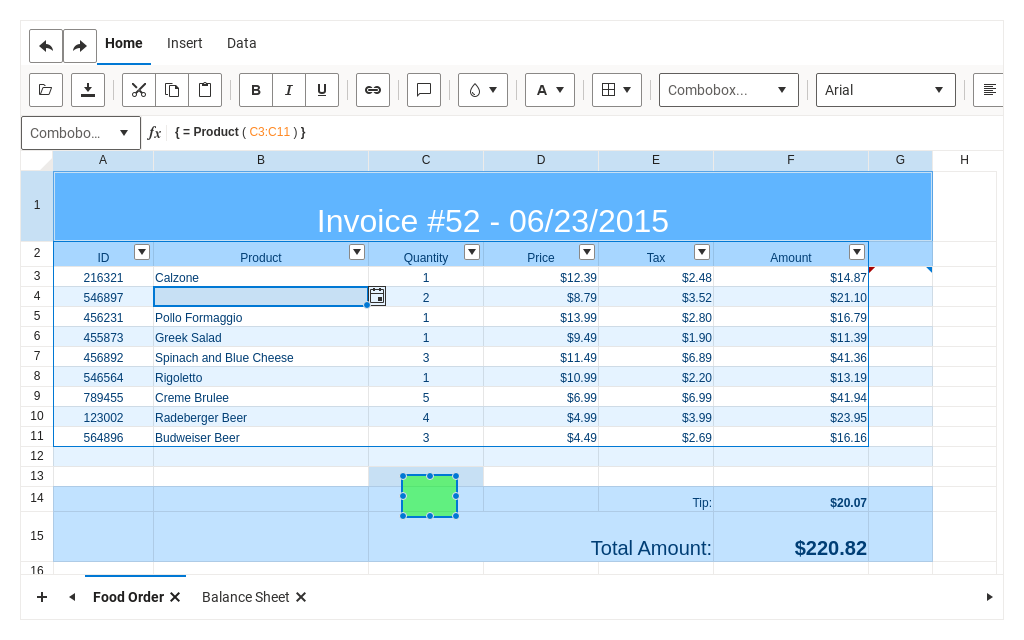 Home Insert Data
B I U A Combobox... Arial
Combobo... fx { = Product ( C3:C11 ) }
A B C D E F G H
1 Invoice #52 - 06/23/2015
2 ID Product Quantity Price Tax Amount
3 216321 Calzone 1 $12.39 $2.48 $14.87
4 546897 2 $8.79 $3.52 $21.10
5 456231 Pollo Formaggio 1 $13.99 $2.80 $16.79
6 455873 Greek Salad 1 $9.49 $1.90 $11.39
7 456892 Spinach and Blue Cheese 3 $11.49 $6.89 $41.36
8 546564 Rigoletto 1 $10.99 $2.20 $13.19
9 789455 Creme Brulee 5 $6.99 $6.99 $41.94
10 123002 Radeberger Beer 4 $4.99 $3.99 $23.95
11 564896 Budweiser Beer 3 $4.49 $2.69 $16.16
12
13
14 Tip: $20.07
15 Total Amount: $220.82
16
Food Order Balance Sheet